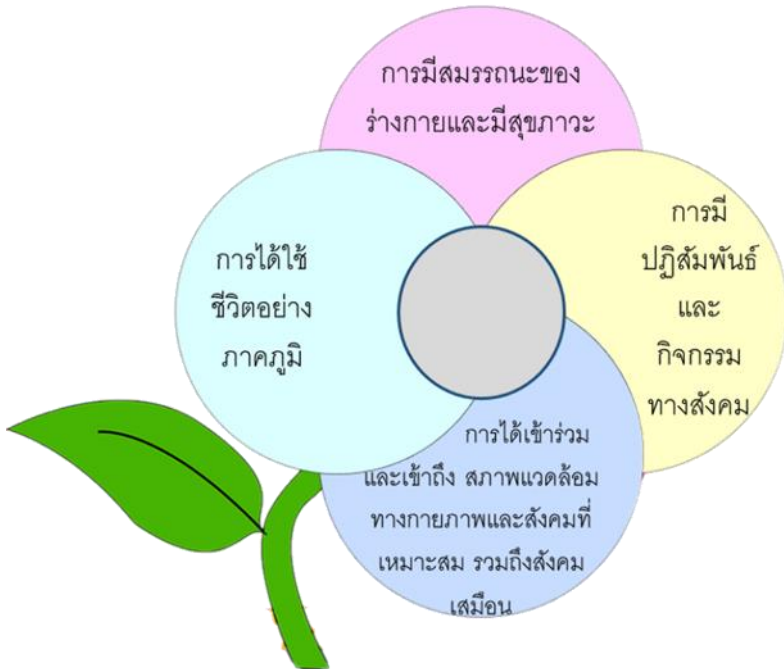 การมีสมรรถนะของ
ร่างกายและมีสุขภาวะ
การได้ใช้
ชีวิตอย่าง
ภาคภูมิ
การมี
ปฏิสัมพันธ์
และ
กิจกรรม
ทางสังคม
การได้เข้าร่วม
และเข้าถึง สภาพแวดล้อม
ทางกายภาพและสังคมที่
เหมาะสม รวมถึงสังคม
เสมือน